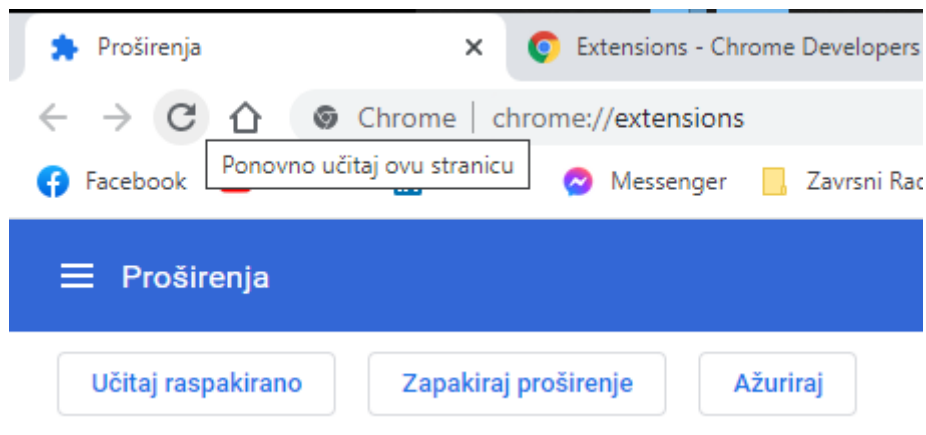 Proširenja
Extensions - Chrome Developers
Chrome | chrome://extensions
Ponovno učitaj ovu stranicu
Facebook Messenger Zavrsni Rad
Proširenja
Učitaj raspakirano Zapakiraj proširenje Ažuriraj